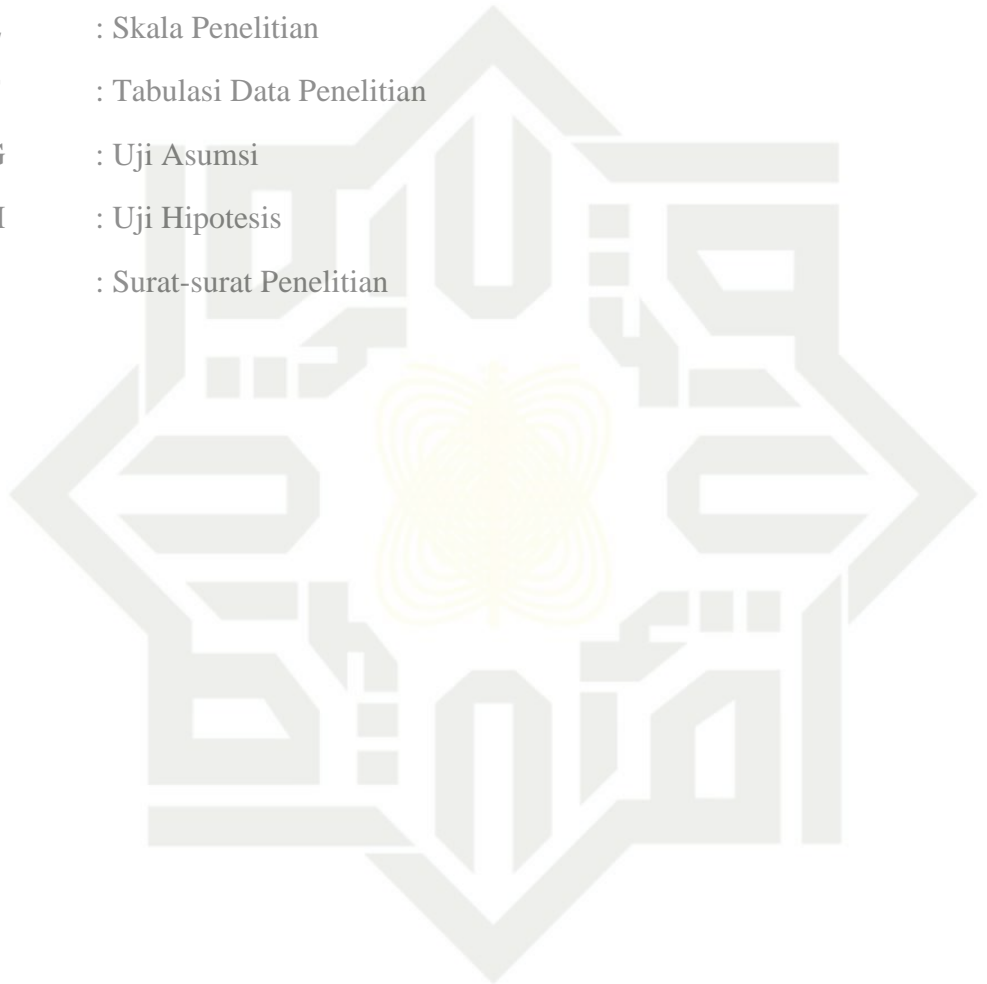 : Skala Penelitian
: Tabulasi Data Penelitian
G : Uji Asumsi
: Uji Hipotesis
: Surat-surat Penelitian